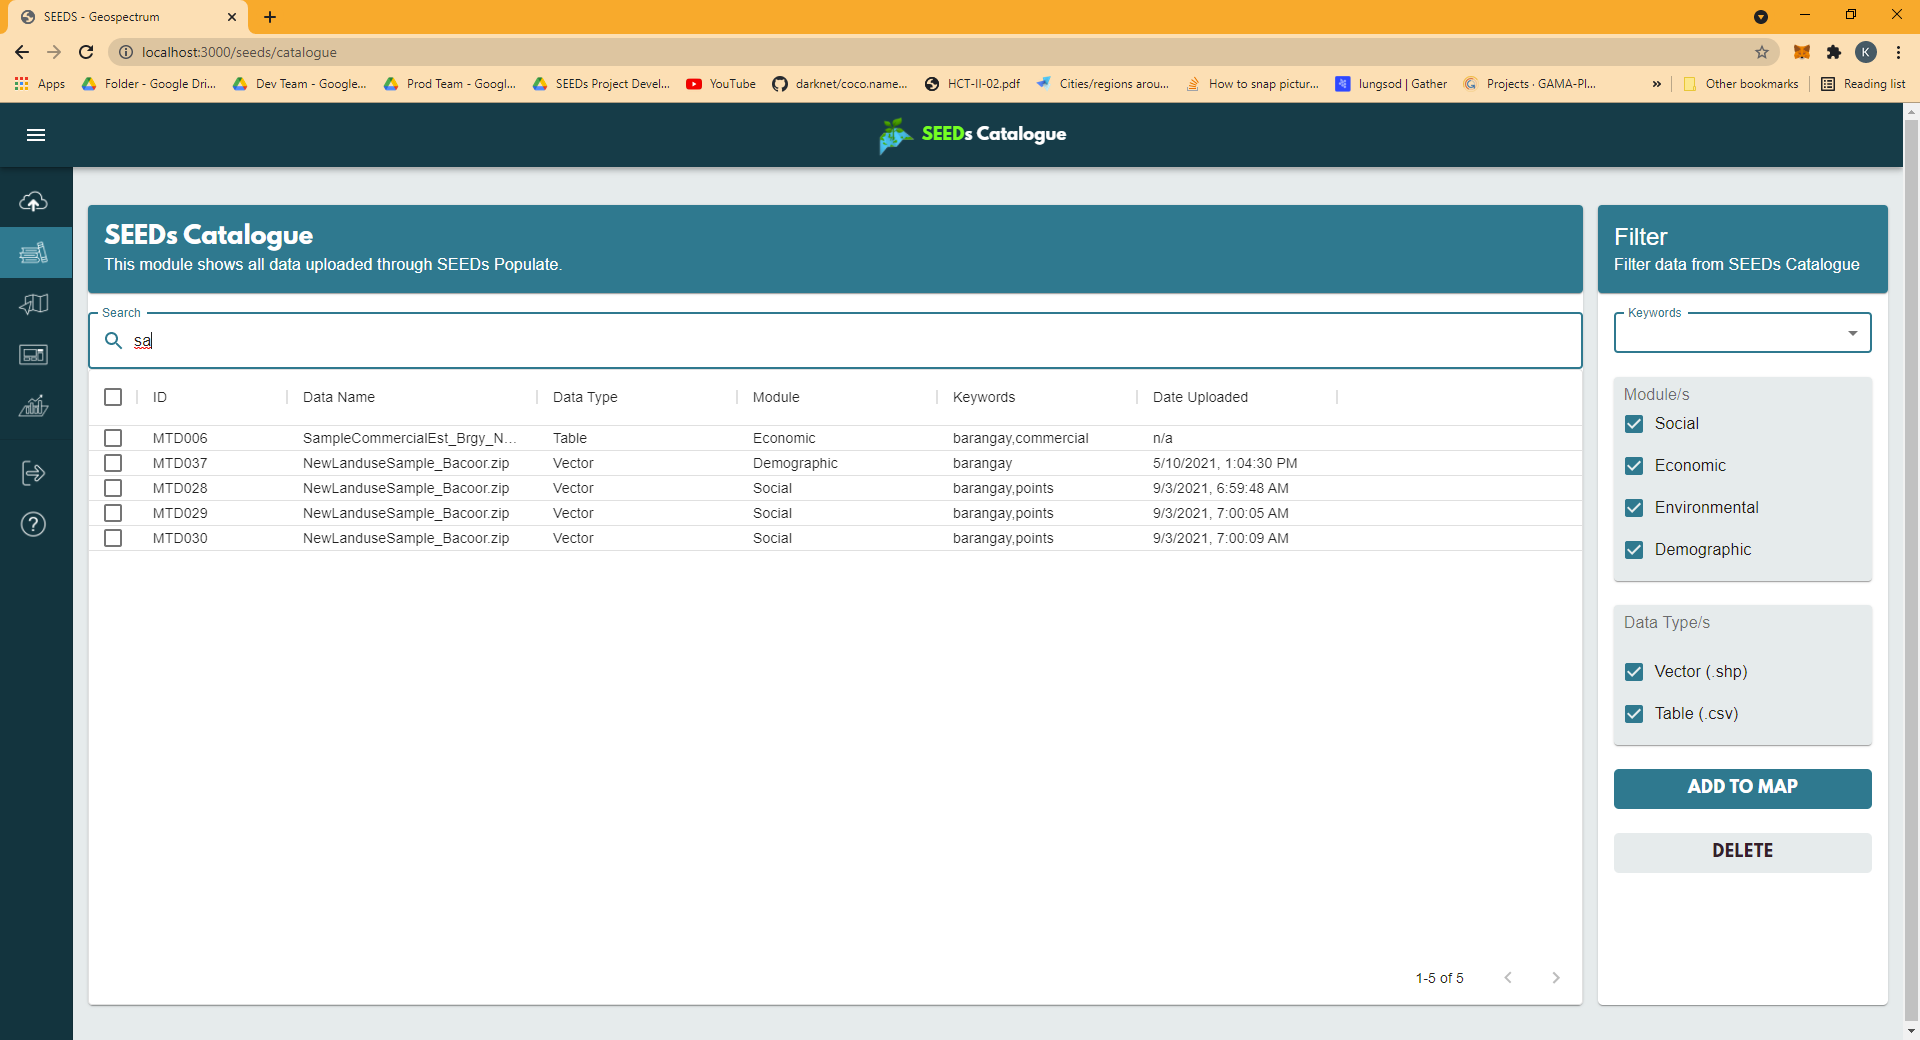 SEEDS - Geospectrum
localhost:3000/seeds/catalogue
K
Apps Folder - Google Dri... Dev Team - Google... Prod Team - Googl... SEEDs Project Devel... YouTube darknet/coco.name... HCT-II-02.pdf Cities/regions arou... How to snap pictur... lungsod | Gather Projects · GAMA-Pl... » Other bookmarks Reading list
SEEDs Catalogue
SEEDs Catalogue
This module shows all data uploaded through SEEDs Populate.
Search
sa
ID Data Name Data Type Module Keywords Date Uploaded
MTD006 SampleCommercialEst_Brgy_N... Table Economic barangay,commercial n/a
MTD037 NewLanduseSample_Bacoor.zip Vector Demographic barangay 5/10/2021, 1:04:30 PM
MTD028 NewLanduseSample_Bacoor.zip Vector Social barangay,points 9/3/2021, 6:59:48 AM
MTD029 NewLanduseSample_Bacoor.zip Vector Social barangay,points 9/3/2021, 7:00:05 AM
MTD030 NewLanduseSample_Bacoor.zip Vector Social barangay,points 9/3/2021, 7:00:09 AM
1-5 of 5
Filter
Filter data from SEEDs Catalogue
Keywords
Module/s
Social
Economic
Environmental
Demographic
Data Type/s
Vector (.shp)
Table (.csv)
ADD TO MAP
DELETE